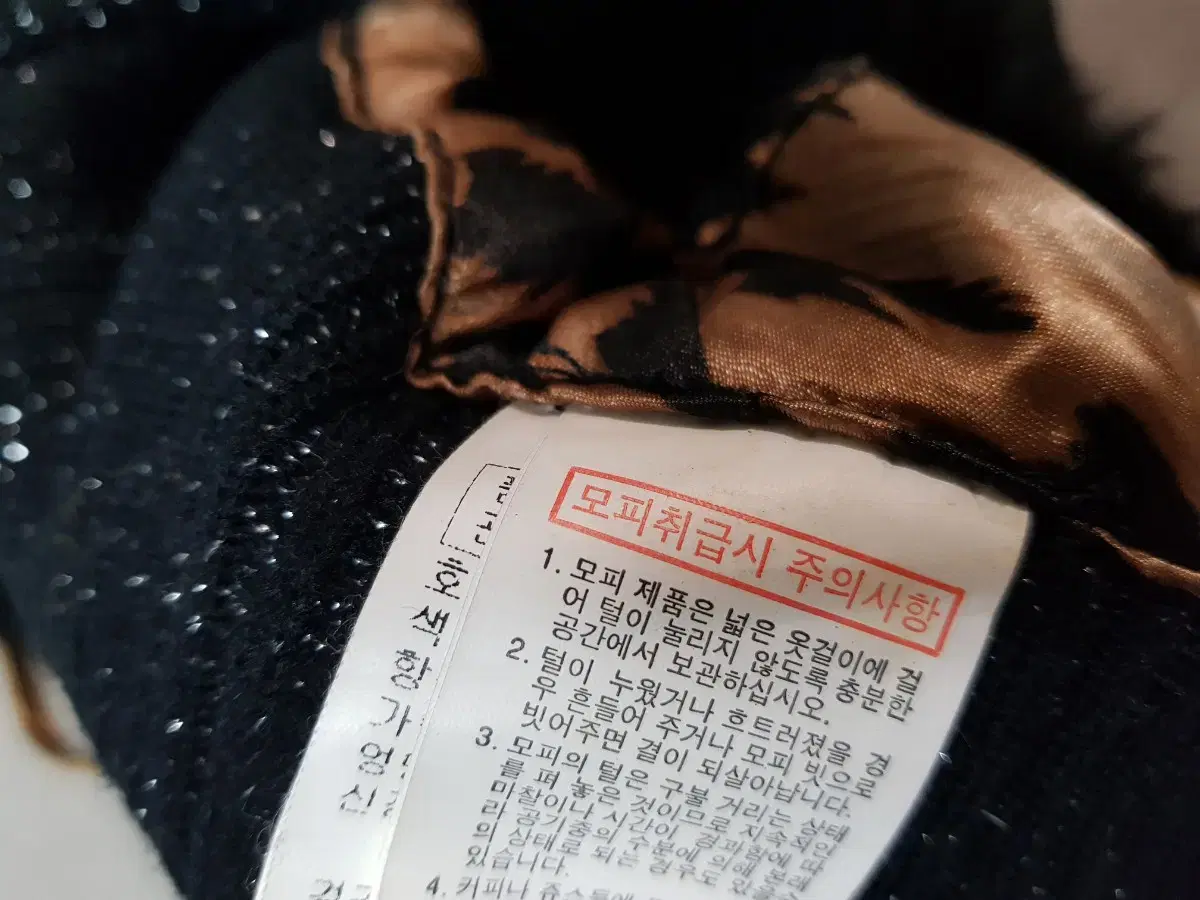 모피취급시 주의사항
1. 모피 제품은 넓은 옷걸이에 걸
어 털이 눌리지 않도록 충분한
공간에서 보관하십시오.
2. 털이 누웠거나 흐트러졌을 경
우 흔들어 주거나 모피 빗으로
빗어주면 결이 되살아납니다.
3. 모피의 털은 구불 거리는 상태
를 펴 놓은 것이므로 지속적인
마찰이나 시간이 경과함에 따
라 공기중의 수분에 의해 본래
의 상태로 되는 경우도 있을
있습니다.
4. 커피나 쥬스등에